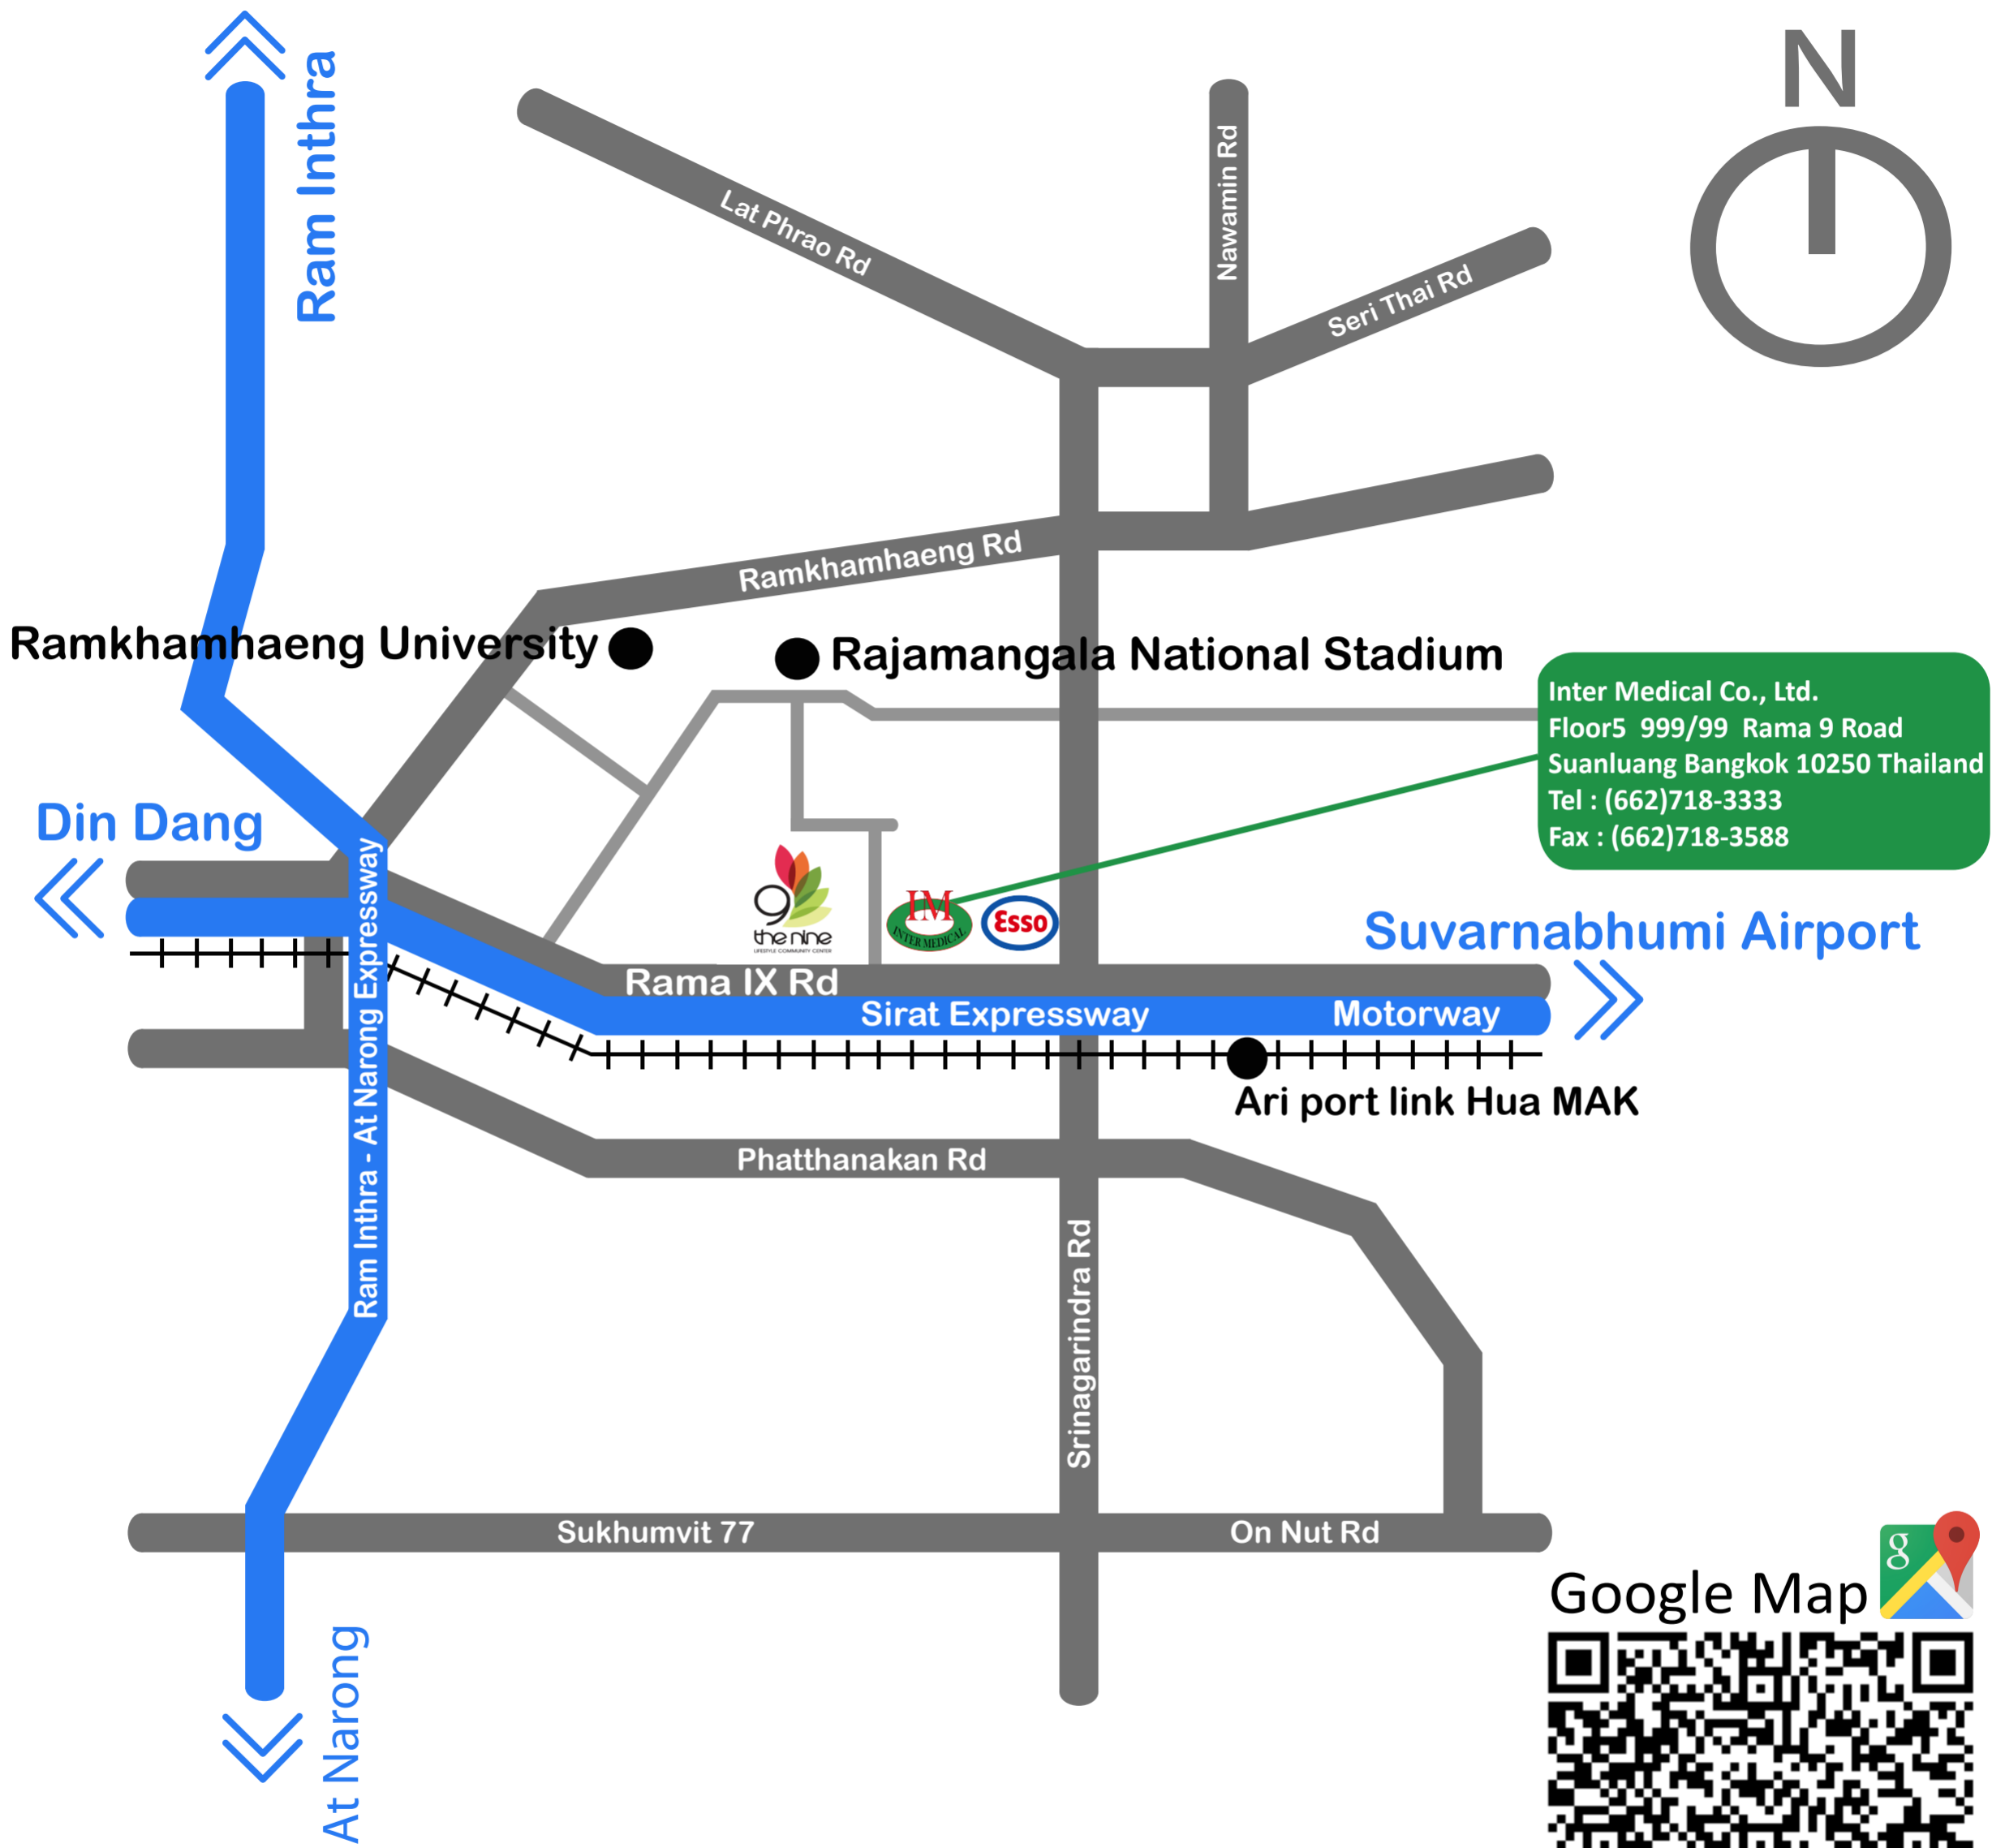 N
Ram Inthra
Lat Phrao Rd
Nawamin Rd
Seri Thai Rd
Ramkhamhaeng Rd
Ramkhamhaeng University
Rajamangala National Stadium
Inter Medical Co., Ltd.
Floor5 999/99 Rama 9 Road
Suanluang Bangkok 10250 Thailand
Tel : (662)718-3333
Fax : (662)718-3588
Din Dang
9
the nine
LIFESTYLE COMMUNITY CENTER
IM
INTER MEDICAL
Esso
Suvarnabhumi Airport
Rama IX Rd
Sirat Expressway
Motorway
Ram Inthra - At Narong Expressway
Ari port link Hua MAK
Phatthanakan Rd
Srinagarindra Rd
Sukhumvit 77
On Nut Rd
At Narong
Google Map
g